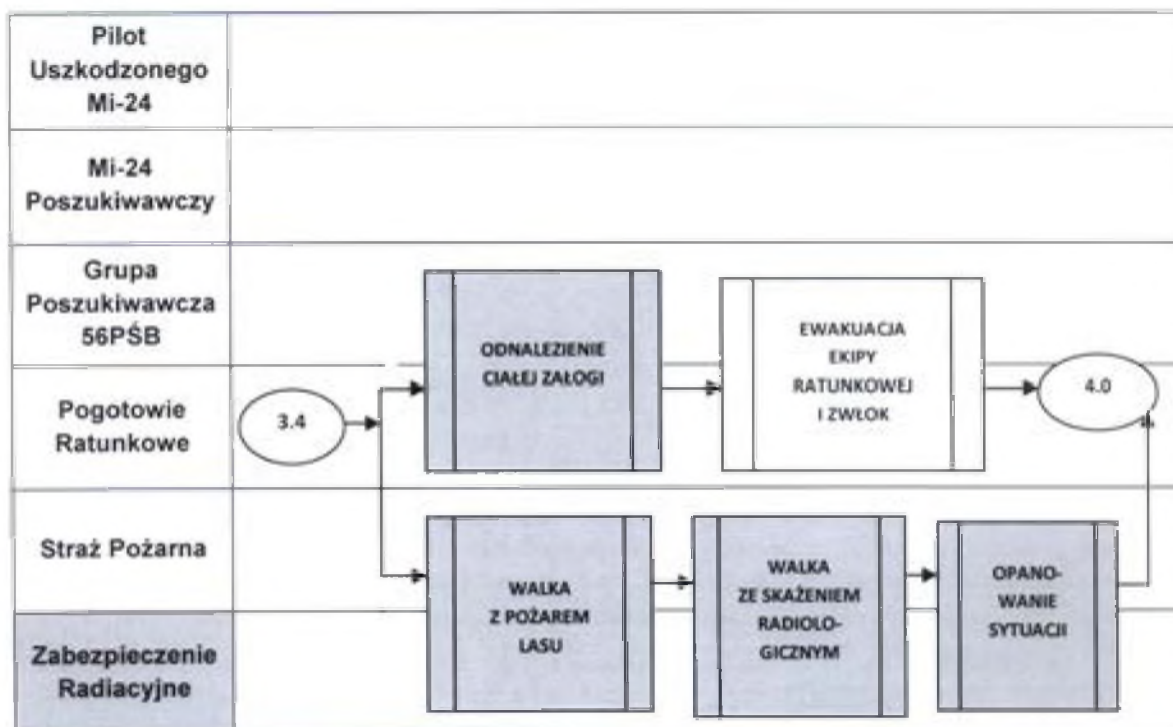 Pilot
Uszkodzonego
Mi-24
Mi-24
Poszukiwawczy
Grupa
Poszukiwawcza
56PŚB
Pogotowie
Ratunkowe
Straż Pożarna
Zabezpieczenie
Radiacyjne
3.4
ODNALEZIENIE
CIAŁEJ ZAŁOGI
EWAKUACJA
EKIPY
RATUNKOWEJ
I ZWŁOK
4.0
WALKA
Z POŻAREM
LASU
WALKA
ZE SKAŻENIEM
RADIOLO-
GICZNYM
OPANO-
WANIE
SYTUACJI